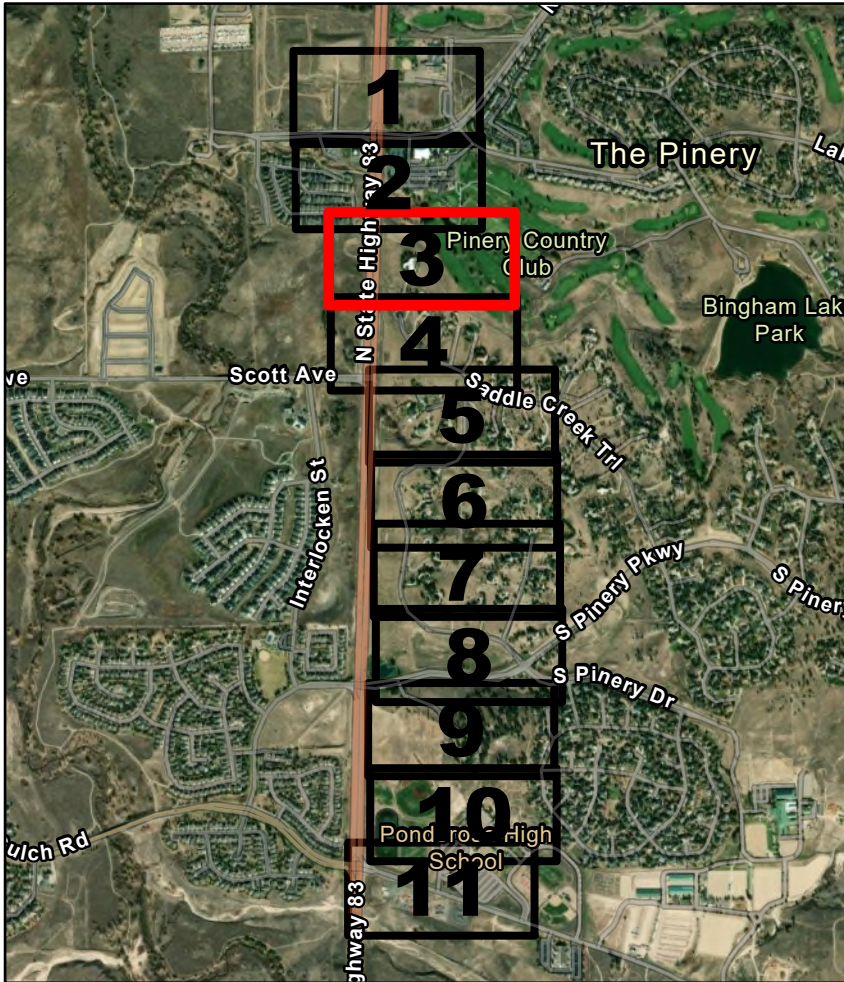 1
The Pinery
Lak
2
N State Highway 83
3
Pinery Country
Club
Bingham Lak
Park
4
Scott Ave
ve
Saddle Creek Trl
5
Interlocken St
6
7
S Pinery Pkwy
S Pinery
8
S Pinery Dr
9
10
Ponderosa High
School
ulch Rd
11
ghway 83